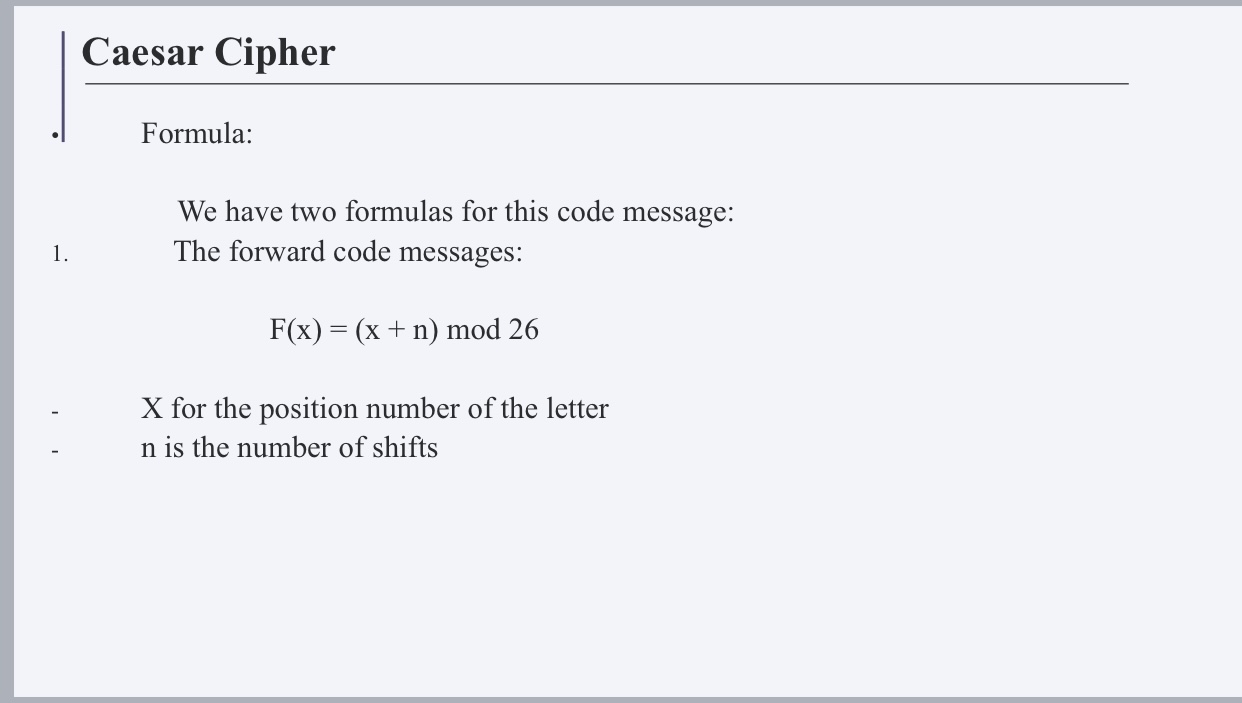 Caesar Cipher
• Formula:
We have two formulas for this code message:
1. The forward code messages:
F(x) = (x + n) mod 26
- X for the position number of the letter
- n is the number of shifts